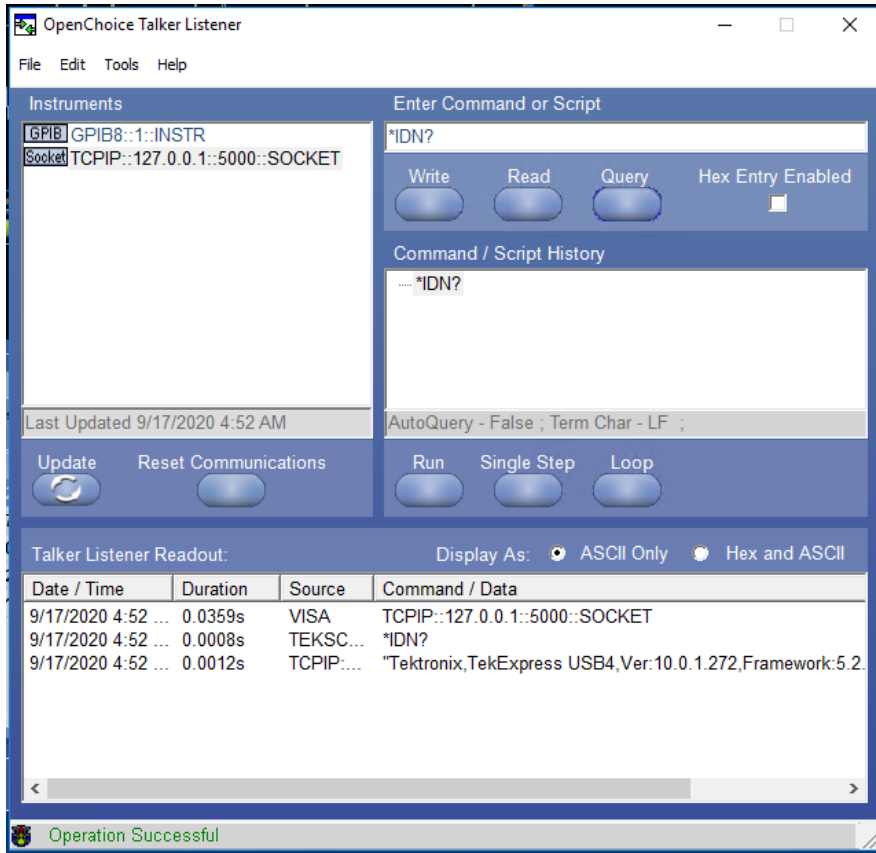 OpenChoice Talker Listener
File Edit Tools Help
Instruments
GPIB GPIB8::1::INSTR
Socket TCPIP::127.0.0.1::5000::SOCKET
Last Updated 9/17/2020 4:52 AM
Update Reset Communications
Enter Command or Script
*IDN?
Write Read Query Hex Entry Enabled
Command / Script History
*IDN?
AutoQuery - False ; Term Char - LF ;
Run Single Step Loop
Talker Listener Readout: Display As: ASCII Only Hex and ASCII
Date / Time Duration Source Command / Data
9/17/2020 4:52 ... 0.0359s VISA TCPIP::127.0.0.1::5000::SOCKET
9/17/2020 4:52 ... 0.0008s TEKSC... *IDN?
9/17/2020 4:52 ... 0.0012s TCPIP:... "Tektronix,TekExpress USB4,Ver:10.0.1.272,Framework:5.2.
Operation Successful